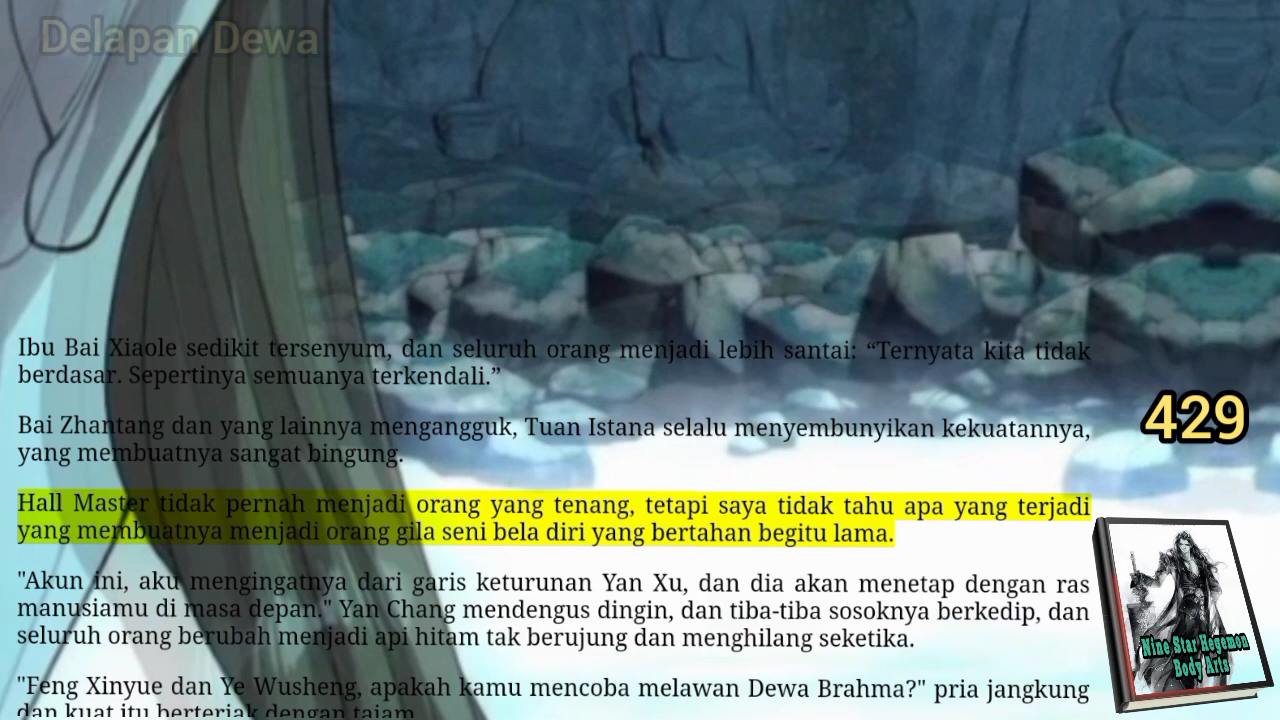 Delapan Dewa
Ibu Bai Xiaole sedikit tersenyum, dan seluruh orang menjadi lebih santai: “Ternyata kita tidak
berdasar. Sepertinya semuanya terkendali.”
Bai Zhantang dan yang lainnya mengangguk, Tuan Istana selalu menyembunyikan kekuatannya,
yang membuatnya sangat bingung.
429
Hall Master tidak pernah menjadi orang yang tenang, tetapi saya tidak tahu apa yang terjadi
yang membuatnya menjadi orang gila seni bela diri yang bertahan begitu lama.
"Akun ini, aku mengingatnya dari garis keturunan Yan Xu, dan dia akan menetap dengan ras
manusiamu di masa depan." Yan Chang mendengus dingin, dan tiba-tiba sosoknya berkedip, dan
seluruh orang berubah menjadi api hitam tak berujung dan menghilang seketika.
Nine Star Hegemon
Body Arts
"Feng Xinyue dan Ye Wusheng, apakah kamu mencoba melawan Dewa Brahma?" pria jangkung
dan kuat itu berteriak dengan tajam.